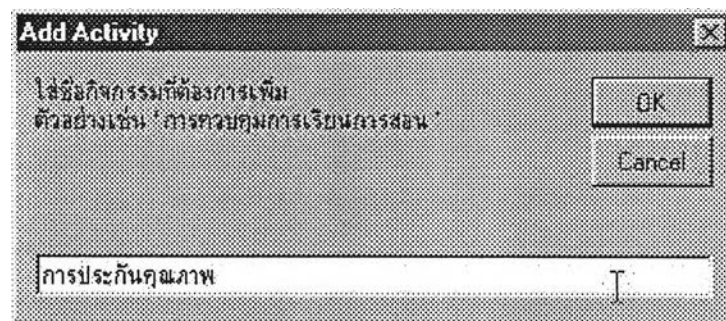 Add Activity
ใส่ชื่อกิจกรรมที่ต้องการเพิ่ม
ตัวอย่างเช่น 'การควบคุมการเรียนการสอน'
OK
Cancel
การประกันคุณภาพ